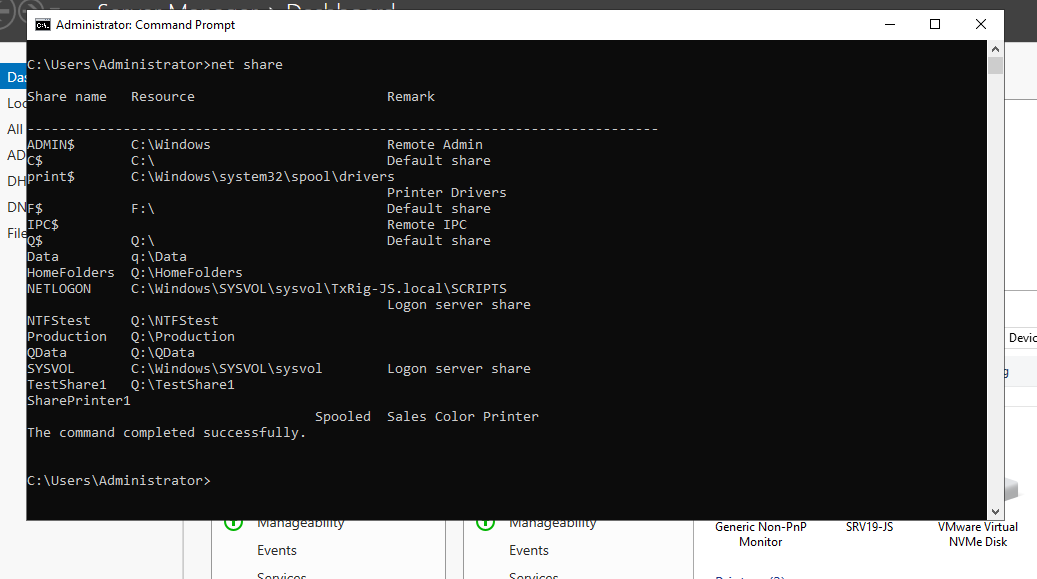 Administrator: Command Prompt
C:\Users\Administrator>net share
Share name   Resource                        Remark
-------------------------------------------------------------------------------
ADMIN$       C:\Windows                      Remote Admin
C$           C:\                             Default share
print$       C:\Windows\system32\spool\drivers
                                             Printer Drivers
F$           F:\                             Default share
IPC$                                         Remote IPC
Q$           Q:\                             Default share
Data         q:\Data
HomeFolders  Q:\HomeFolders
NETLOGON     C:\Windows\SYSVOL\sysvol\TxRig-JS.local\SCRIPTS
                                             Logon server share
NTFStest     Q:\NTFStest
Production   Q:\Production
QData        Q:\QData
SYSVOL       C:\Windows\SYSVOL\sysvol        Logon server share
TestShare1   Q:\TestShare1
SharePrinter1
                                    Spooled  Sales Color Printer
The command completed successfully.
C:\Users\Administrator>
Das
Loc
All
AD
DH
DN
File
Devic
Manageability
Events
Services
Manageability
Events
Services
Generic Non-PnP
Monitor
SRV19-JS
VMware Virtual
NVMe Disk